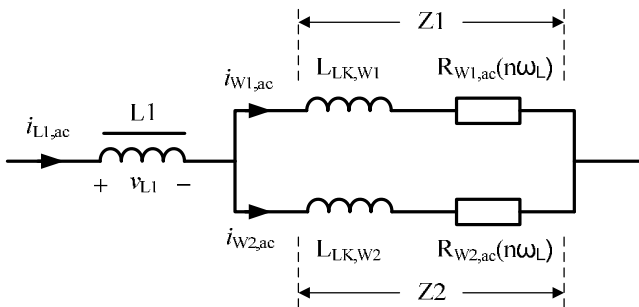 Z1
L_LK,W1 R_W1,ac(nω_L)
i_W1,ac
i_L1,ac
L1
+ v_L1 −
i_W2,ac
L_LK,W2 R_W2,ac(nω_L)
Z2